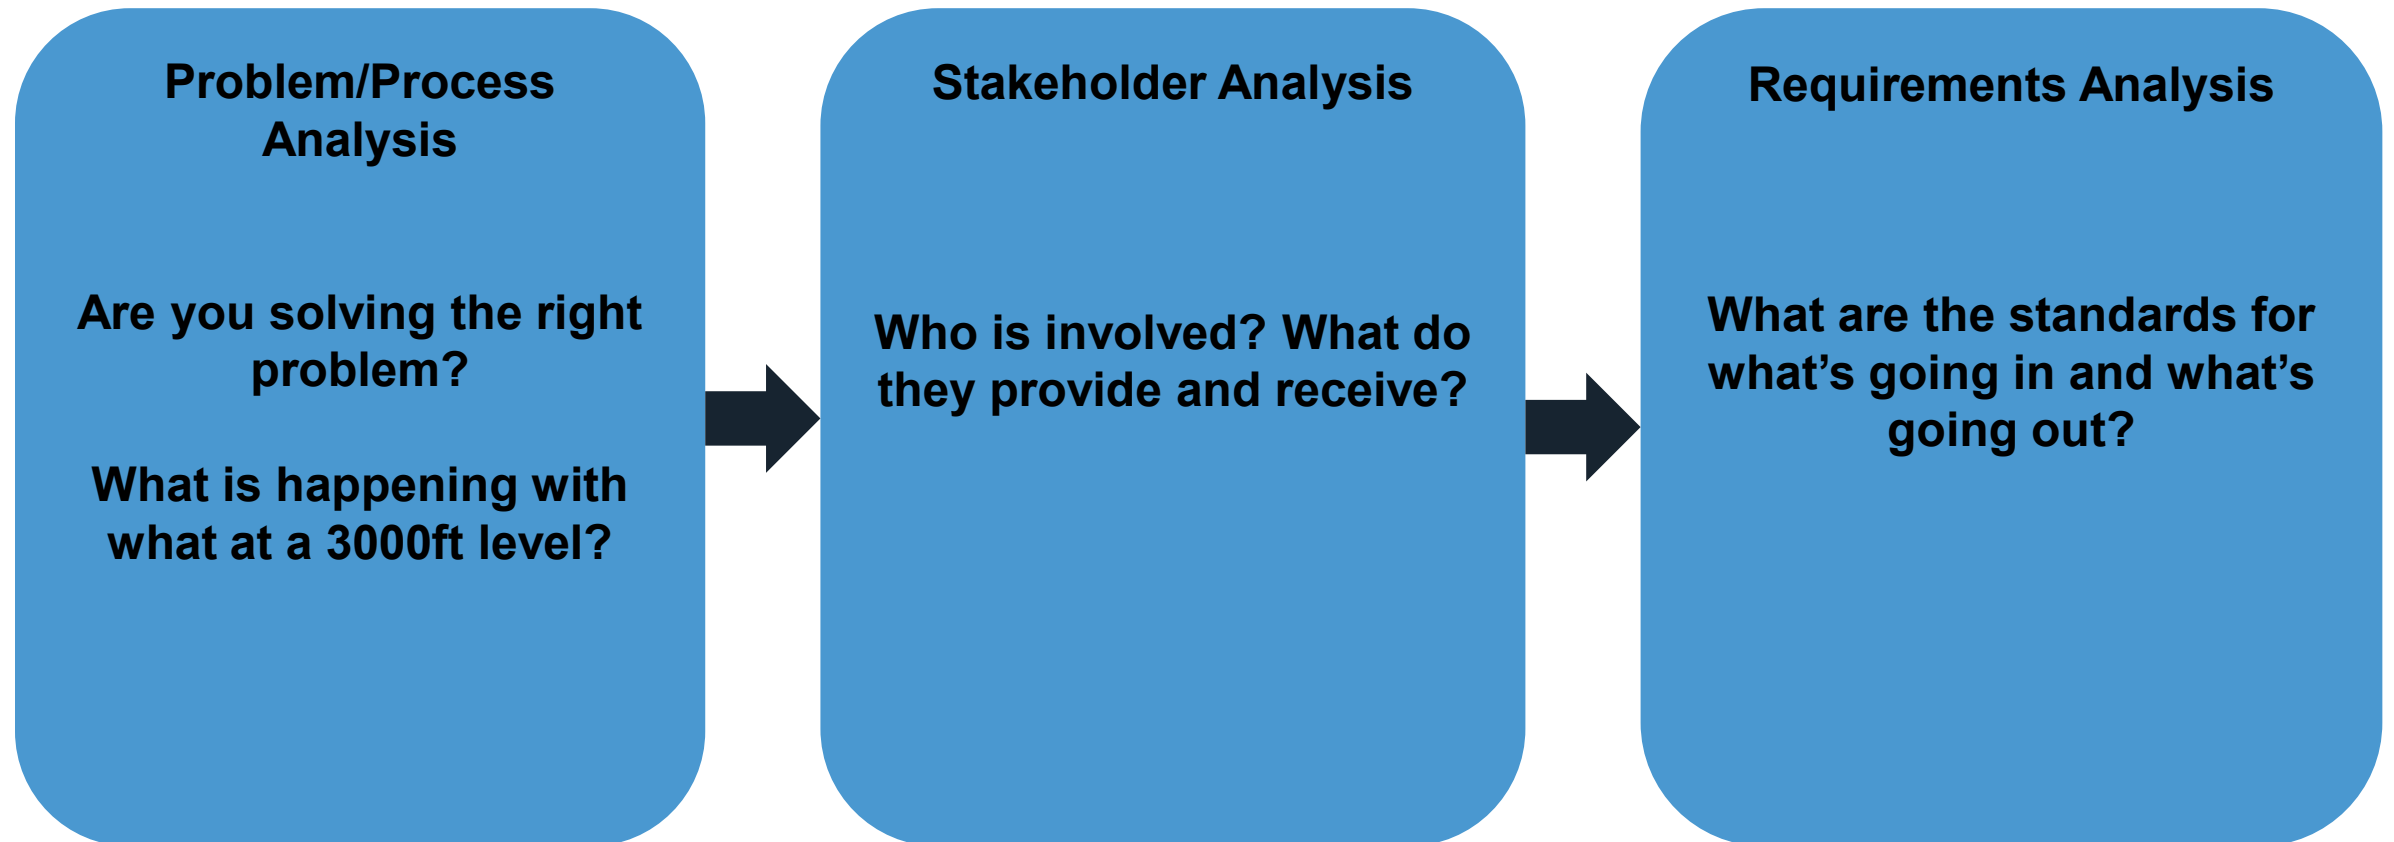 Problem/Process
Analysis
Are you solving the right
problem?
What is happening with
what at a 3000ft level?
Stakeholder Analysis
Who is involved? What do
they provide and receive?
Requirements Analysis
What are the standards for
what’s going in and what’s
going out?